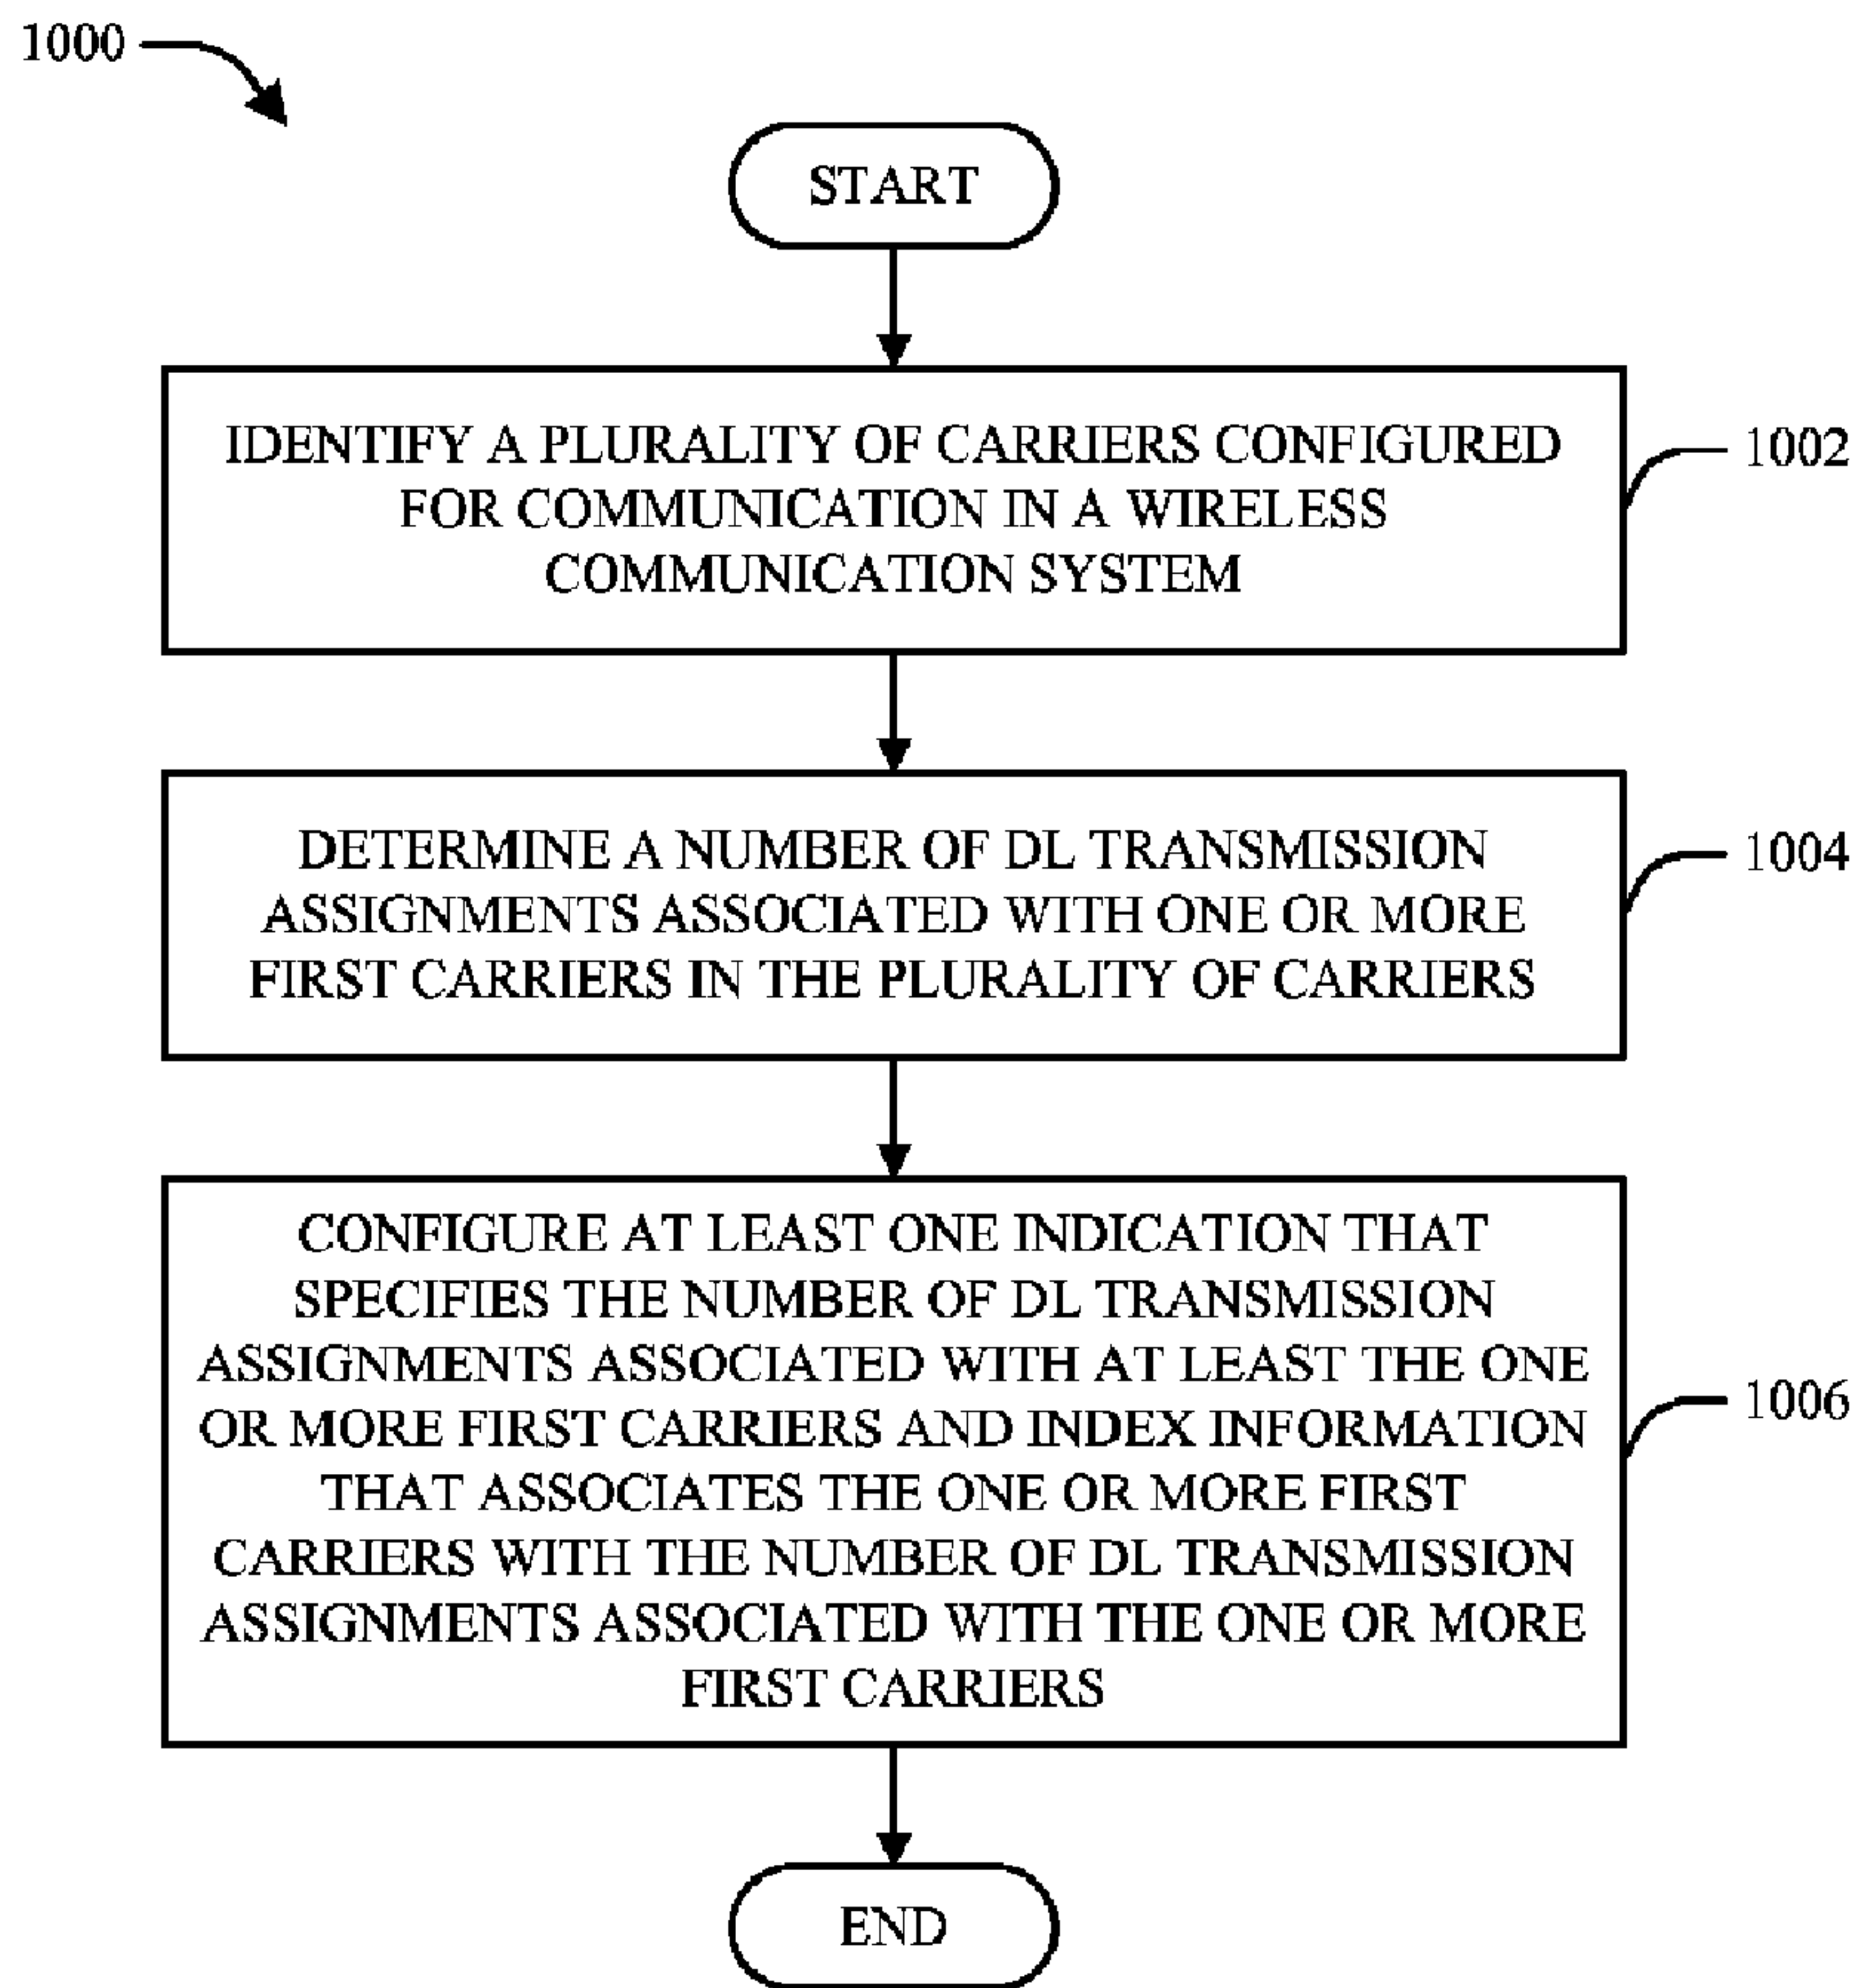 1000
START
IDENTIFY A PLURALITY OF CARRIERS CONFIGURED
FOR COMMUNICATION IN A WIRELESS
COMMUNICATION SYSTEM
1002
DETERMINE A NUMBER OF DL TRANSMISSION
ASSIGNMENTS ASSOCIATED WITH ONE OR MORE
FIRST CARRIERS IN THE PLURALITY OF CARRIERS
1004
CONFIGURE AT LEAST ONE INDICATION THAT
SPECIFIES THE NUMBER OF DL TRANSMISSION
ASSIGNMENTS ASSOCIATED WITH AT LEAST THE ONE
OR MORE FIRST CARRIERS AND INDEX INFORMATION
THAT ASSOCIATES THE ONE OR MORE FIRST
CARRIERS WITH THE NUMBER OF DL TRANSMISSION
ASSIGNMENTS ASSOCIATED WITH THE ONE OR MORE
FIRST CARRIERS
1006
END